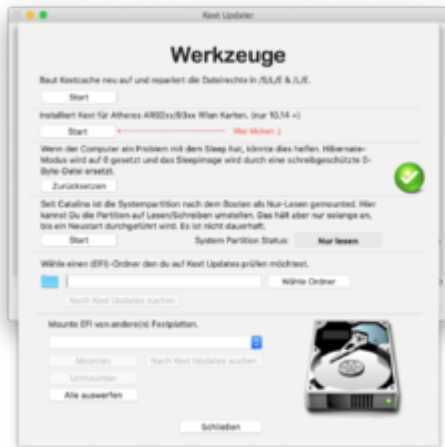 Kext Updater
Werkzeuge
Baut Kextcache neu auf und repariert die Dateirechte in /S/L/E & /L/E.
Start
Installiert Kext für Atheros AR92xx/93xx Wlan Karten. (nur 10.14 +)
Start
Hier klicken :)
Wenn der Computer ein Problem mit dem Sleep hat, könnte dies helfen. Hibernate-
Modus wird auf 0 gesetzt und das Sleepimage wird durch eine schreibgeschützte 0-
Byte-Datei ersetzt.
Zurücksetzen
Seit Catalina ist die Systempartition nach dem Booten als Nur-Lesen gemounted. Hier
kannst Du die Partition auf Lesen/Schreiben umstellen. Das hält aber nur solange an,
bis ein Neustart durchgeführt wird. Es ist nicht dauerhaft.
Start
System Partition Status:
Nur lesen
Wähle einen (EFI)-Ordner den du auf Kext Updates prüfen möchtest.
Wähle Ordner
Nach Kext Updates suchen
Mounte EFI von andere(n) Festplatten.
Mounten
Nach Kext Updates suchen
Unmounten
Alle auswerfen
Schließen